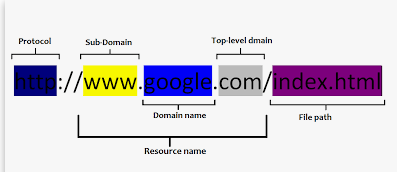 Protocol Sub-Domain Top-level dmain
http://www.google.com/index.html
Domain name File path
Resource name